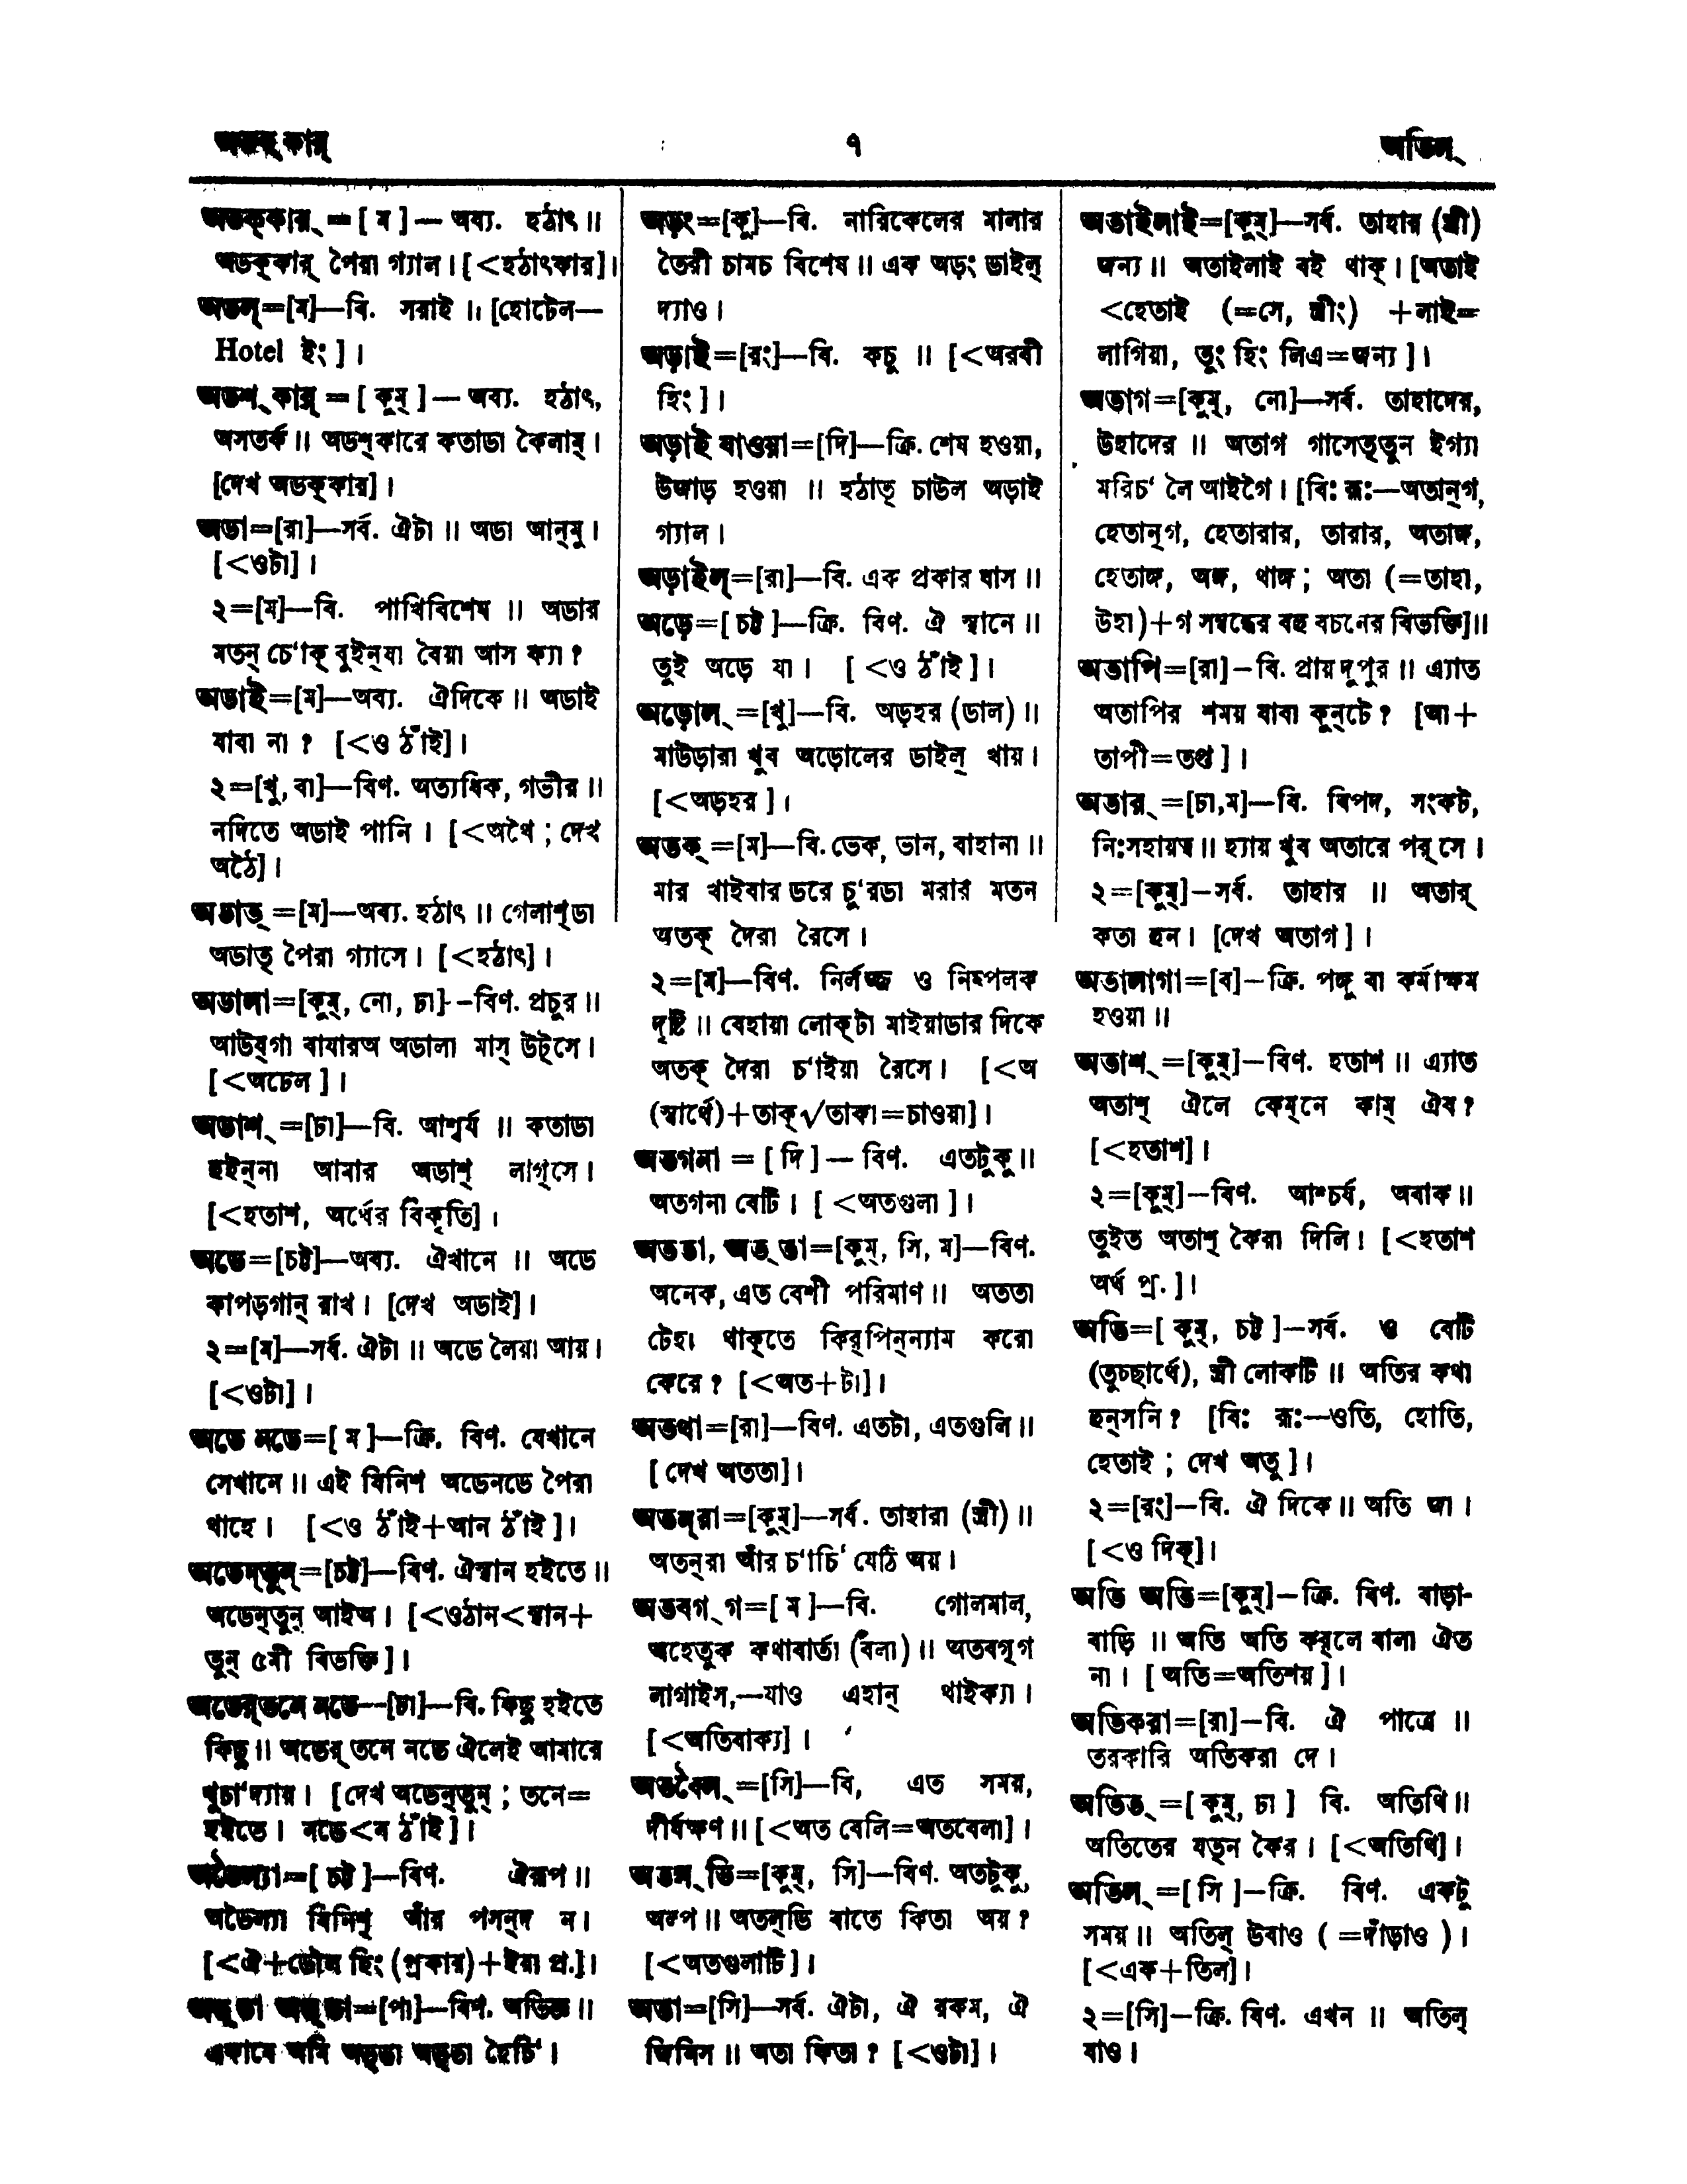 ৭
অতিল্
অডক্কার্=[ম]—অব্য. হঠাৎ॥
অডক্কার্ পৈরা গ্যাল। [<হঠাৎকার]।
অডল্=[ম]—বি. সরাই॥ [হোটেল—
Hotel ইং]।
অডশ্কার্=[কুম্]—অব্য. হঠাৎ,
অসতর্ক॥ অডশ্কারে কতাডা কৈলাম্।
[দেখ অডক্কার]।
অডা=[রা]—সর্ব. ঐটা॥ অডা আন্মু।
[<ওটা]।
২=[ম]—বি. পাখিবিশেষ॥ অডার
মতন্ চে‘াক্ বুইন্যা বৈয়া আস ক্যা?
অডাই=[ম]—অব্য. ঐদিকে॥ অডাই
যাবা না? [<ও ঠাঁই]।
২=[খু, বা]—বিণ. অত্যধিক, গভীর॥
নদিতে অডাই পানি। [<অথৈ; দেখ
অঠৈ]।
অডাত্=[ম]—অব্য. হঠাৎ॥ গেলাশ্ডা
অডাত্ পৈরা গ্যাসে। [<হঠাৎ]।
অডালা=[কুম্, নো, চা]-বিণ. প্রচুর॥
আউয্গা বাযারঅ অডালা মাস্ উট্সে।
[<অঢেল]।
অডাশ্=[চা]—বি. আশ্চর্য॥ কতাডা
হুইন্না আমার অডাশ্ লাগ্সে।
[<হতাশ, অর্থের বিকৃতি]।
অডে=[চট্ট]—অব্য. ঐখানে॥ অডে
কাপড়গান্ রাখ। [দেখ অডাই]।
২=[ম]—সর্ব. ঐটা॥ অডে লৈয়া আয়।
[<ওটা]।
অডে নডে=[ম]—ক্রি. বিণ. যেখানে
সেখানে॥ এই যিনিশ অডেনডে পৈরা
থাহে। [<ও ঠাঁই+আন ঠাঁই]।
অডেন্তুন্=[চট্ট]—বিণ. ঐস্থান হইতে॥
অডেন্তুন্ আইঅ। [<ওঠান<স্থান+
তুন্ ৫মী বিভক্তি]।
অডের্তনে নডে—[চা]—বি. কিছু হইতে
কিছু॥ অডের্ তনে নডে ঐলেই আমারে
খুচা‘দ্যায়। [দেখ অডেন্তুন্; তনে=
হইতে। নডে<ন ঠাঁই]।
অডৈল্যা=[চট্ট]—বিণ. ঐরূপ॥
অডৈল্যা যিনিশ্ আঁর পসন্দ ন।
[<ঐ+ডৌল হিং (প্রকার)+ইয়া প্র.]।
অড়ং=[কু]—বি. নারিকেলের মালার
তৈরী চামচ বিশেষ॥ এক অড়ং ডাইল্
দ্যাও।
অড়াই=[রং]—বি. কচু॥ [<অরবী
হিং]।
অড়াই যাওয়া=[দি]—ক্রি. শেষ হওয়া,
উজাড় হওয়া॥ হঠাত্ চাউল অড়াই
গ্যাল।
অড়াইল্=[রা]—বি. এক প্রকার ঘাস॥
অড়ে=[চট্ট]—ক্রি. বিণ. ঐ স্থানে॥
তুই অড়ে যা। [<ও ঠাঁই]।
অড়োল্=[খু]—বি. অড়হর (ডাল)॥
মাউড়ারা খুব অড়োলের ডাইল্ খায়।
[<অড়হর]।
অতক্=[ম]—বি. ভেক, ভান, বাহানা॥
মার খাইবার ডরে চু‘রডা মরার মতন
অতক্ দৈরা রৈসে।
২=[ম]—বিণ. নির্লজ্জ ও নিষ্পলক
দৃষ্টি॥ বেহায়া লোক্টা মাইয়াডার দিকে
অতক্ দৈরা চ‘াইয়া রৈসে। [<অ
(স্বার্থে)+তাক্√তাকা=চাওয়া]।
অতগনা=[দি]—বিণ. এতটুকু॥
অতগনা বেটি। [<অতগুলা]।
অততা, অত্তা=[কুম্, সি, ম]—বিণ.
অনেক, এত বেশী পরিমাণ॥ অততা
টেহা থাক্তে কির্পিন্ন্যাম করো
কেরে? [<অত+টা]।
অতথা=[রা]—বিণ. এতটা, এতগুলি॥
[দেখ অততা]।
অতন্রা=[কুম্]—সর্ব. তাহারা (স্ত্রী)॥
অতন্রা আঁর চ‘াচি‘ যেঠি অয়।
অতবগ্গ=[ম]—বি. গোলমাল,
অহেতুক কথাবার্তা (বলা)॥ অতবগ্গ
লাগাইস,—যাও এহান্ থাইক্যা।
[<অতিবাক্য]।
অতবৈল্=[সি]—বি, এত সময়,
দীর্ঘক্ষণ॥ [<অত বেলি=অতবেলা]।
অতল্ডি=[কুম্, সি]—বিণ. অতটুকু,
অল্প॥ অতল্ডি বাতে কিতা অয়?
[<অতগুলাটি]।
অতা=[সি]—সর্ব. ঐটা, ঐ রকম, ঐ
জিনিস॥ অতা কিতা? [<ওটা]।
অতাইলাই=[কুম্]—সর্ব. তাহার (স্ত্রী)
জন্য॥ অতাইলাই বই থাক্। [অতাই
<হেতাই (=সে, স্ত্রীং) +লাই=
লাগিয়া, তুং হিং লিএ=জন্য]।
অতাগ=[কুম্, নো]—সর্ব. তাহাদের,
উহাদের॥ অতাগ গাসেত্তুন ইগ্যা
মরিচ‘ লৈ আইগৈ। [বিঃ রূঃ—অতান্গ,
হেতান্গ, হেতারার, তারার, অতাঙ্গ,
হেতাঙ্গ, অঙ্গ, থাঙ্গ; অতা (=তাহা,
উহা)+গ সম্বন্ধের বহু বচনের বিভক্তি]॥
অতাপি=[রা]–বি. প্রায় দুপুর॥ এ্যাত
অতাপির শময় যাবা কুন্টে? [আ+
তাপী=তপ্ত]।
অতার্=[ঢা,ম]—বি. বিপদ, সংকট,
নিঃসহায়ত্ব॥ হ্যায় খুব অতারে পর্সে।
২=[কুম্]–সর্ব. তাহার॥ অতার্
কতা হুন। [দেখ অতাগ]।
অতালাগা=[ব]–ক্রি. পঙ্গু বা কর্মাক্ষম
হওয়া॥
অতাশ্=[কুম্]–বিণ. হতাশ॥ এ্যাত
অতাশ্ ঐলে কেম্নে কাম্ ঐব?
[<হতাশ]।
২=[কুম্]–বিণ. আশ্চর্য, অবাক॥
তুইত অতাশ্ কৈরা দিলি! [<হতাশ
অর্থ প্র.]।
অতি=[কুম্, চট্ট]–সর্ব. ও বেটি
(তুচ্ছার্থে), স্ত্রী লোকটি॥ অতির কথা
হুন্সনি? [বিঃ রূঃ—ওতি, হোতি,
হেতাই; দেখ অতু]।
২=[রং]–বি. ঐ দিকে॥ অতি জা।
[<ও দিক্]।
অতি অতি=[কুম্]–ক্রি. বিণ. বাড়া-
বাড়ি॥ অতি অতি কর্লে বালা ঐত
না। [অতি=অতিশয়]।
অতিকরা=[রা]–বি. ঐ পাত্রে॥
তরকারি অতিকরা দে।
অতিত্=[কুম্, ঢা] বি. অতিথি॥
অতিতের যত্ন কৈর। [<অতিথি]।
অতিল্=[সি]–ক্রি. বিণ. একটু
সময়॥ অতিল্ উবাও (=দাঁড়াও)।
[<এক+তিল]।
২=[সি]–ক্রি. বিণ. এখন॥ অতিল্
যাও।